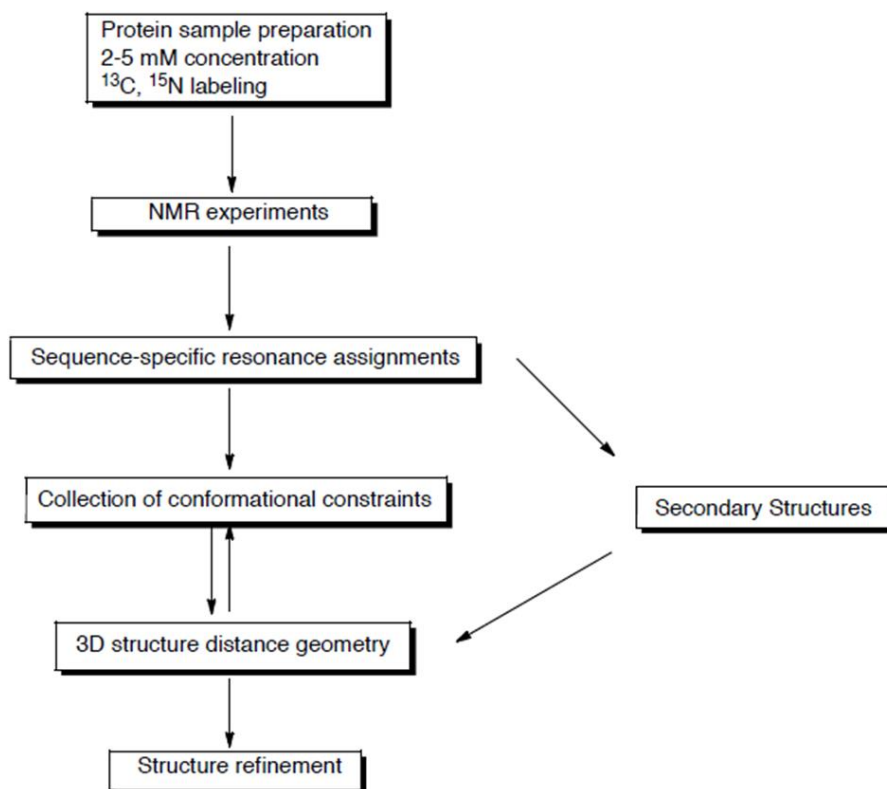 Protein sample preparation
2-5 mM concentration
¹³C, ¹⁵N labeling
NMR experiments
Sequence-specific resonance assignments
Collection of conformational constraints
Secondary Structures
3D structure distance geometry
Structure refinement